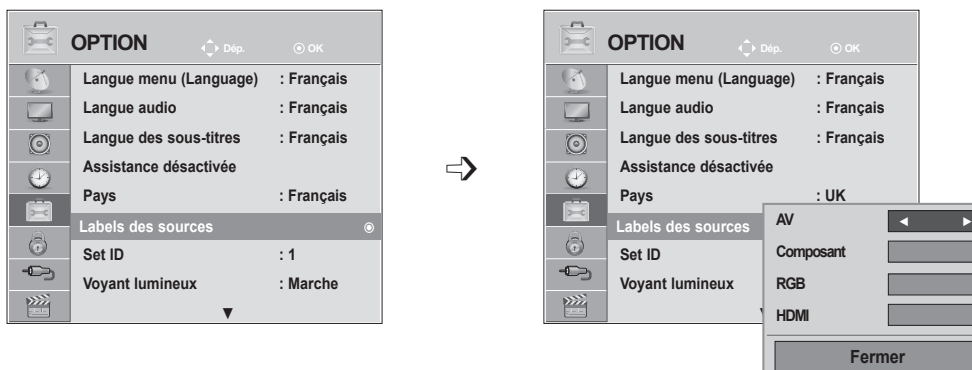 OPTION Dép. OK
Langue menu (Language) : Français
Langue audio : Français
Langue des sous-titres : Français
Assistance désactivée
Pays : Français
Labels des sources
Set ID : 1
Voyant lumineux : Marche
OPTION Dép. OK
Langue menu (Language) : Français
Langue audio : Français
Langue des sous-titres : Français
Assistance désactivée
Pays : UK
Labels des sources
Set ID
Voyant lumineux
AV
Composant
RGB
HDMI
Fermer